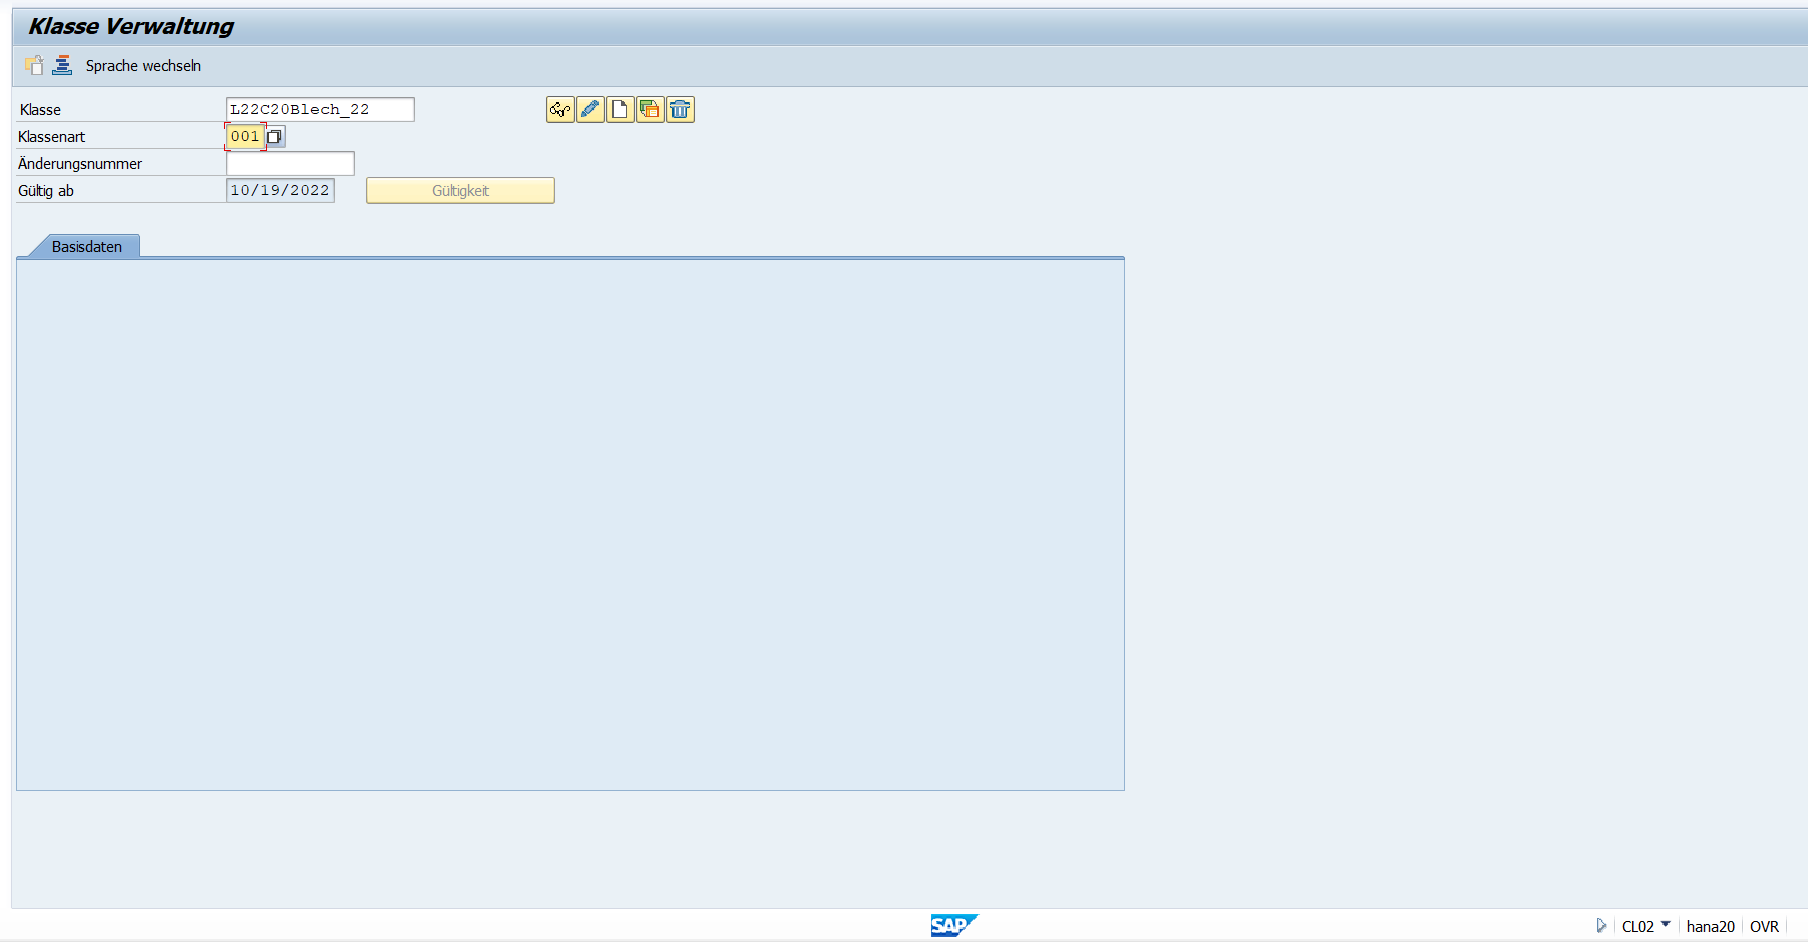 Klasse Verwaltung
Sprache wechseln
Klasse L22C20Blech_22
Klassenart 001
Änderungsnummer
Gültig ab 10/19/2022 Gültigkeit
Basisdaten
SAP CL02 hana20 OVR